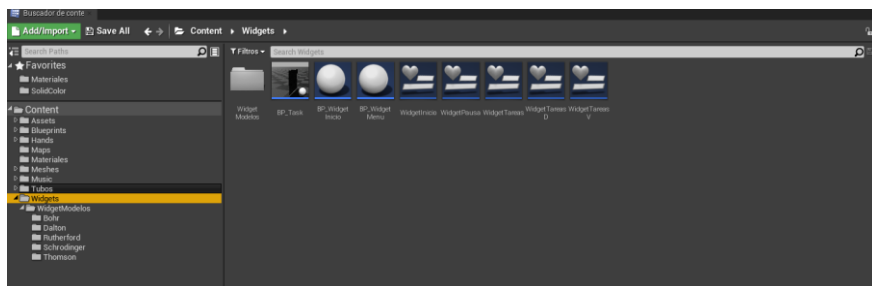 Buscador de conte
Add/Import Save All Content Widgets
Search Paths
Favorites
Materiales
SolidColor
Content
Assets
Blueprints
Hands
Maps
Materiales
Meshes
Music
Tubos
Widgets
WidgetModelos
Bohr
Dalton
Rutherford
Schrodinger
Thomson
Filtros Search Widgets
Widget
Modelos
BP_Task
BP_Widget
Inicio
BP_Widget
Menu
WidgetInicio
WidgetPausa
WidgetTareas
WidgetTareas
D
WidgetTareas
V